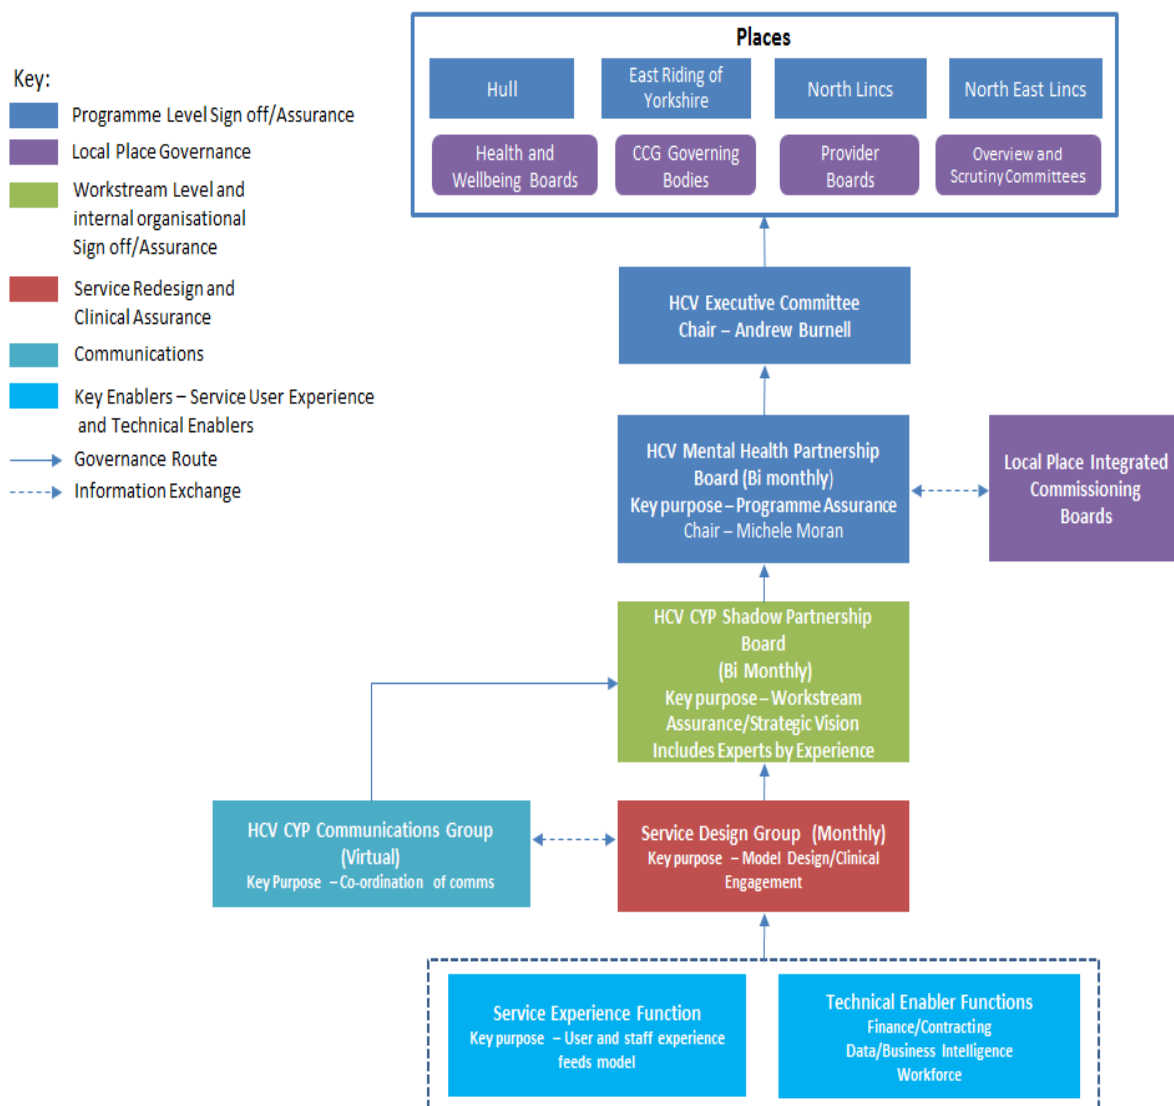 Places
Hull
East Riding of
Yorkshire
North Lincs
North East Lincs
Health and
Wellbeing Boards
CCG Governing
Bodies
Provider
Boards
Overview and
Scrutiny Committees
Key:
Programme Level Sign off/Assurance
Local Place Governance
Workstream Level and
internal organisational
Sign off/Assurance
Service Redesign and
Clinical Assurance
Communications
Key Enablers – Service User Experience
and Technical Enablers
Governance Route
Information Exchange
HCV Executive Committee
Chair – Andrew Burnell
HCV Mental Health Partnership
Board (Bi monthly)
Key purpose – Programme Assurance
Chair – Michele Moran
Local Place Integrated
Commissioning
Boards
HCV CYP Shadow Partnership
Board
(Bi Monthly)
Key purpose – Workstream
Assurance/Strategic Vision
Includes Experts by Experience
HCV CYP Communications Group
(Virtual)
Key Purpose – Co-ordination of comms
Service Design Group (Monthly)
Key purpose – Model Design/Clinical
Engagement
Service Experience Function
Key purpose – User and staff experience
feeds model
Technical Enabler Functions
Finance/Contracting
Data/Business Intelligence
Workforce